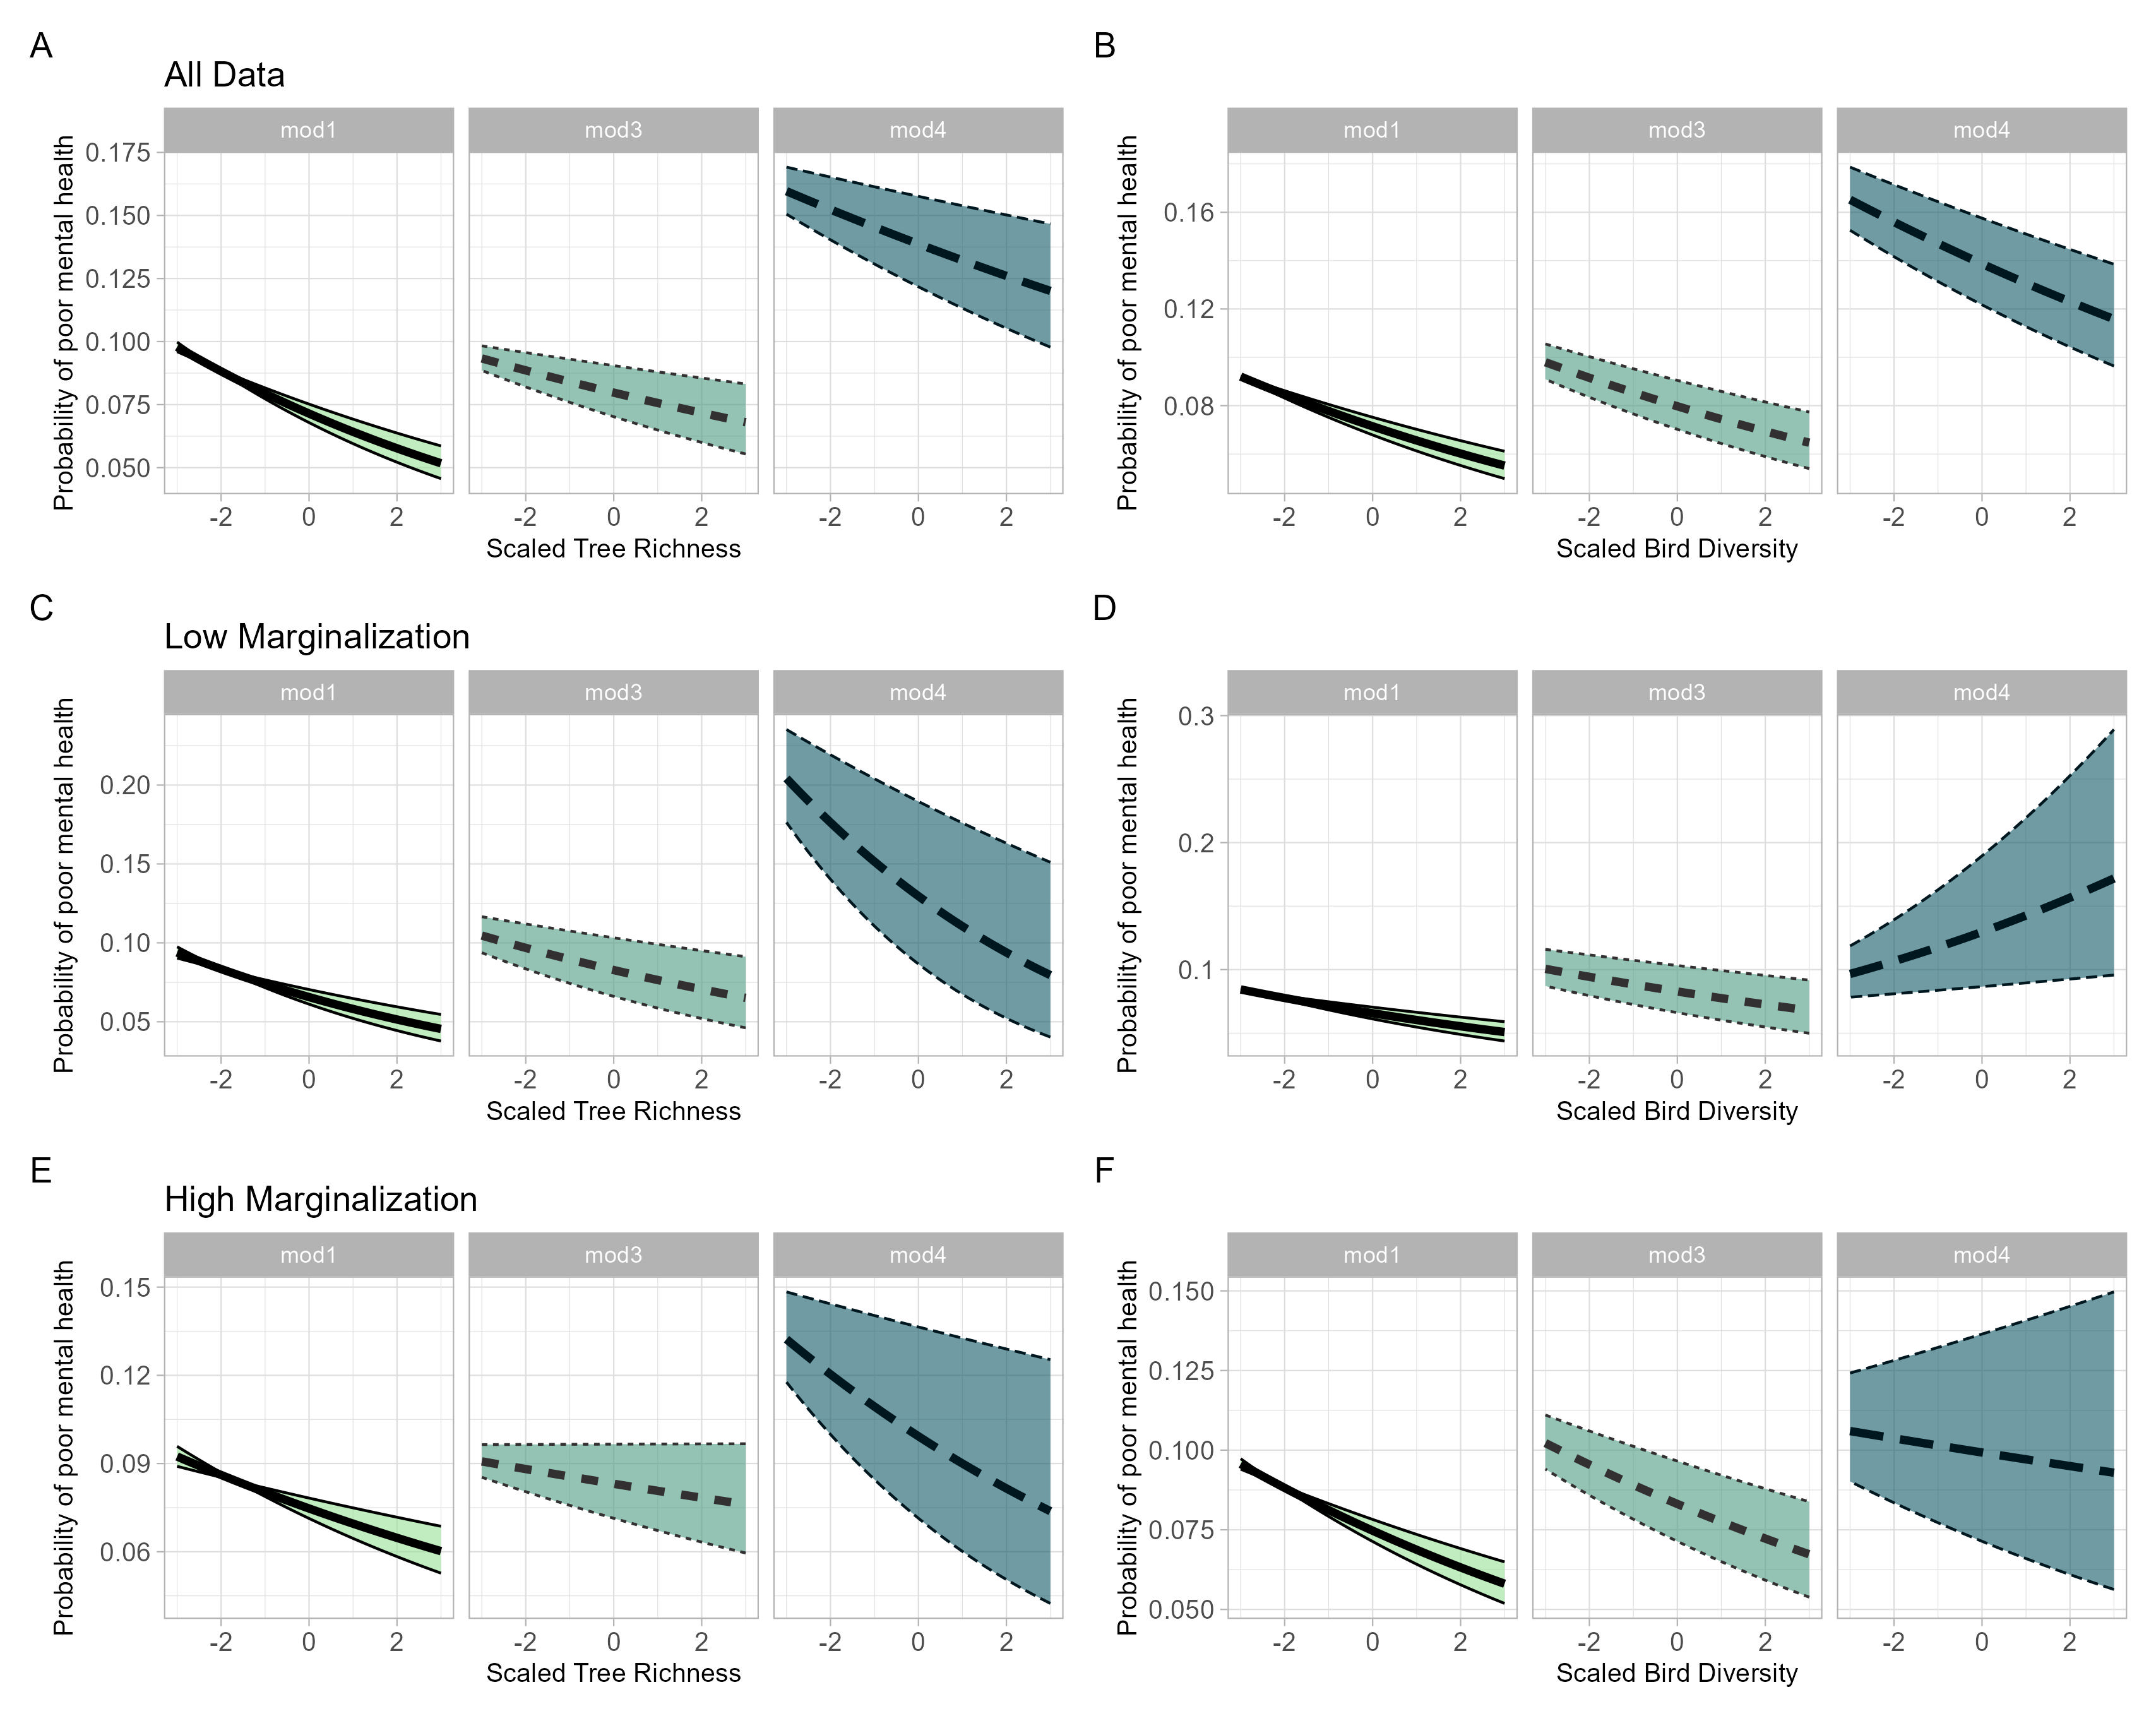 A B
All Data
mod1 mod3 mod4 mod1 mod3 mod4
Probability of poor mental health
0.175
0.150
0.125
0.100
0.075
0.050
-2 0 2 -2 0 2 -2 0 2
Scaled Tree Richness
Probability of poor mental health
0.16
0.12
0.08
-2 0 2 -2 0 2 -2 0 2
Scaled Bird Diversity
C D
Low Marginalization
mod1 mod3 mod4 mod1 mod3 mod4
Probability of poor mental health
0.20
0.15
0.10
0.05
-2 0 2 -2 0 2 -2 0 2
Scaled Tree Richness
Probability of poor mental health
0.3
0.2
0.1
-2 0 2 -2 0 2 -2 0 2
Scaled Bird Diversity
E F
High Marginalization
mod1 mod3 mod4 mod1 mod3 mod4
Probability of poor mental health
0.15
0.12
0.09
0.06
-2 0 2 -2 0 2 -2 0 2
Scaled Tree Richness
Probability of poor mental health
0.150
0.125
0.100
0.075
0.050
-2 0 2 -2 0 2 -2 0 2
Scaled Bird Diversity